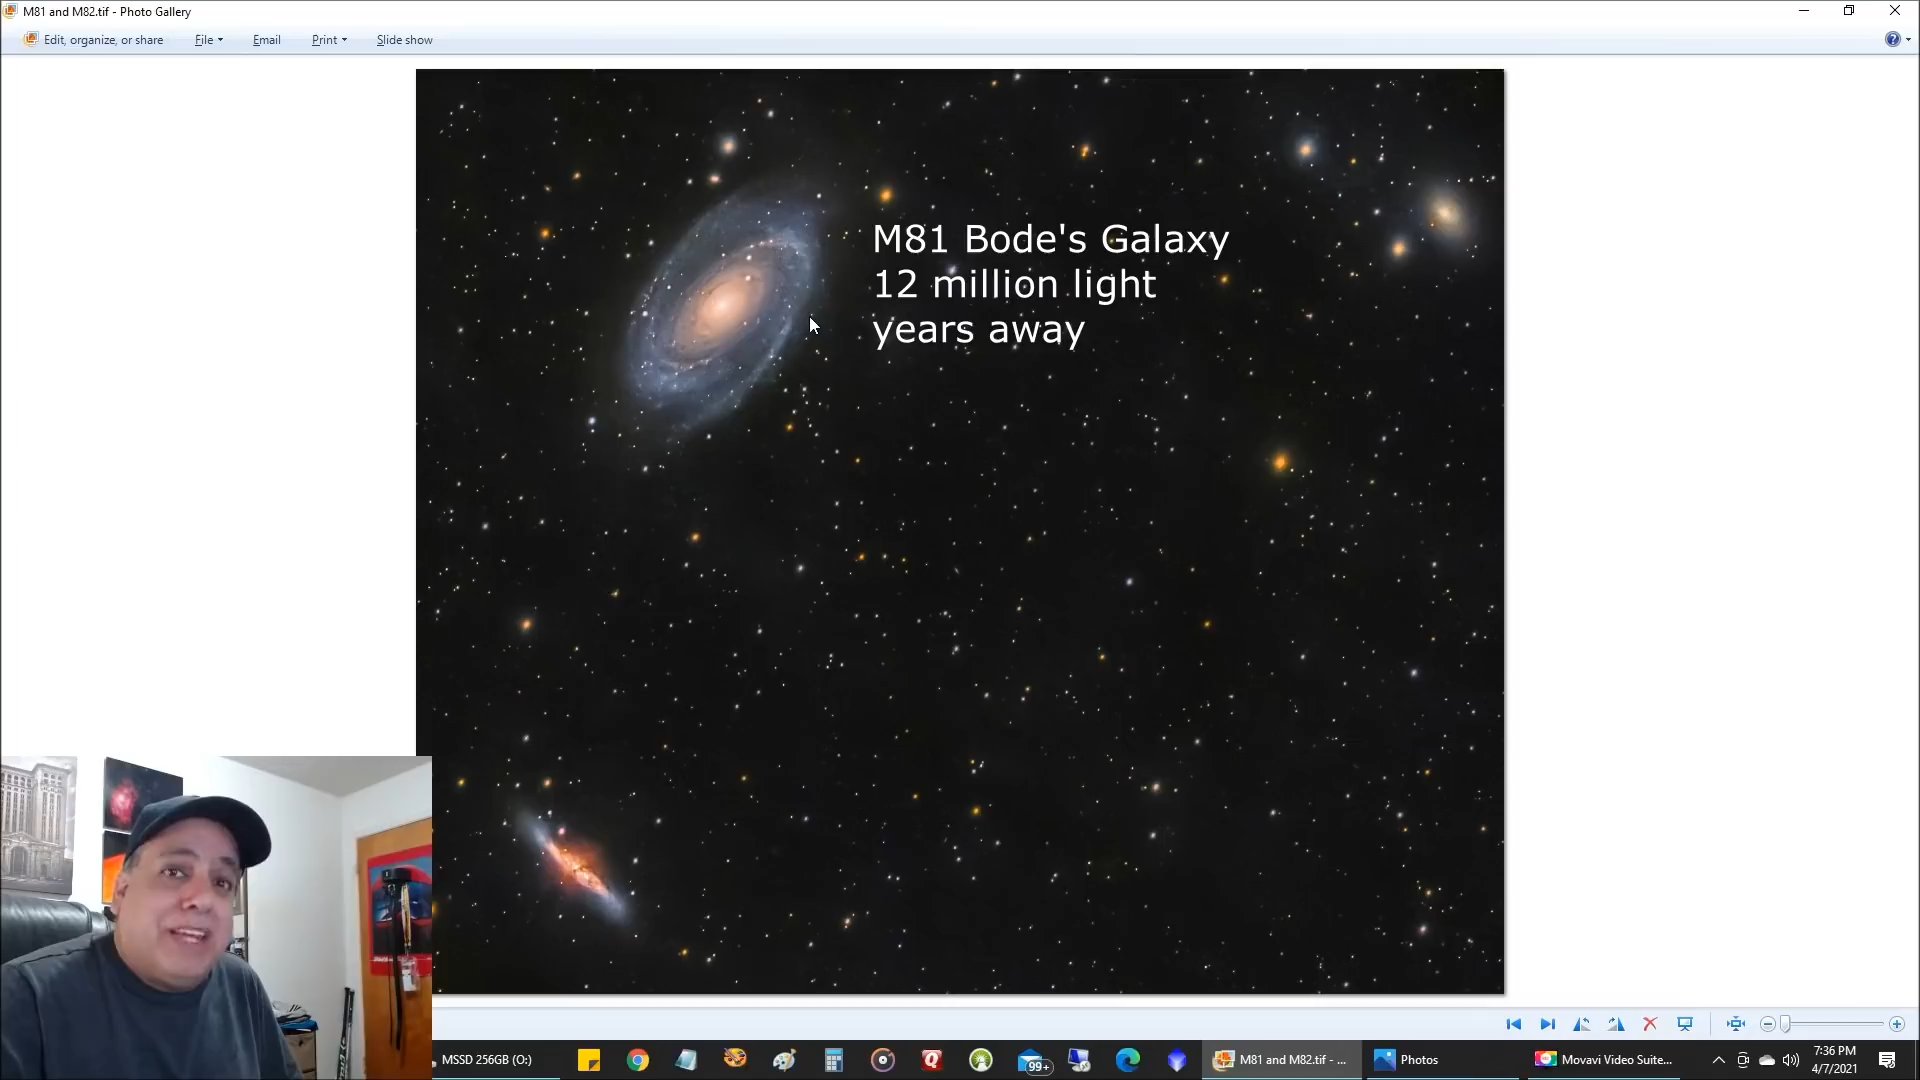 M81 and M82.tif - Photo Gallery
Edit, organize, or share File Email Print Slide show
M81 Bode's Galaxy
12 million light
years away
MSSD 256GB (O:) 99+ M81 and M82.tif - ... Photos Movavi Video Suite...
7:36 PM
4/7/2021